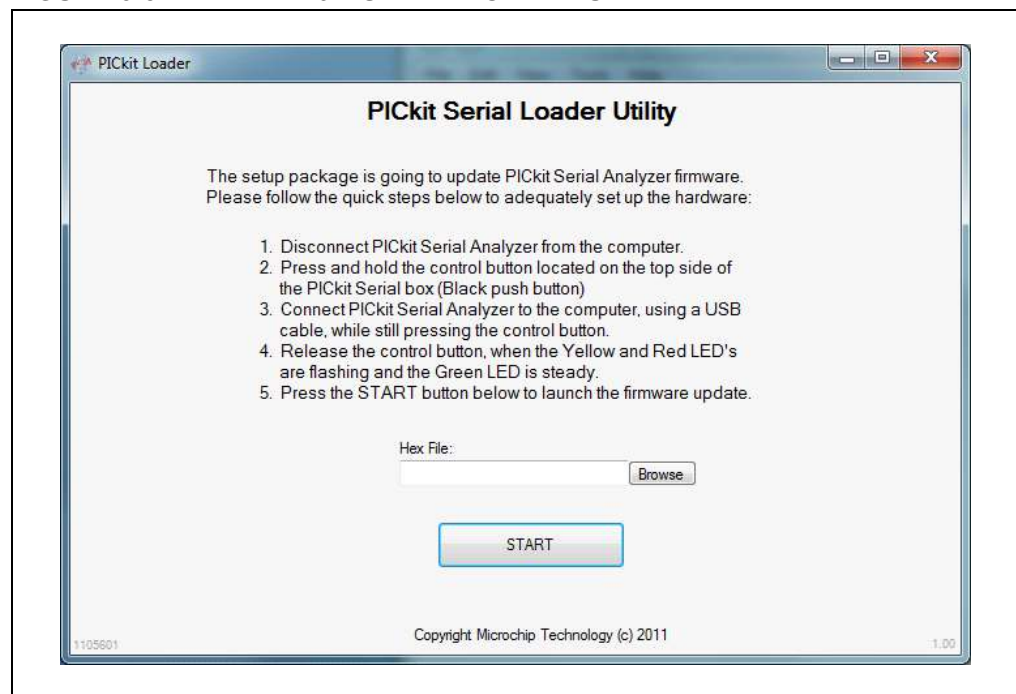 PICkit Loader
PICkit Serial Loader Utility
The setup package is going to update PICkit Serial Analyzer firmware.
Please follow the quick steps below to adequately set up the hardware:
1. Disconnect PICkit Serial Analyzer from the computer.
2. Press and hold the control button located on the top side of
the PICkit Serial box (Black push button)
3. Connect PICkit Serial Analyzer to the computer, using a USB
cable, while still pressing the control button.
4. Release the control button, when the Yellow and Red LED's
are flashing and the Green LED is steady.
5. Press the START button below to launch the firmware update.
Hex File:
Browse
START
Copyright Microchip Technology (c) 2011
1105601
1.00